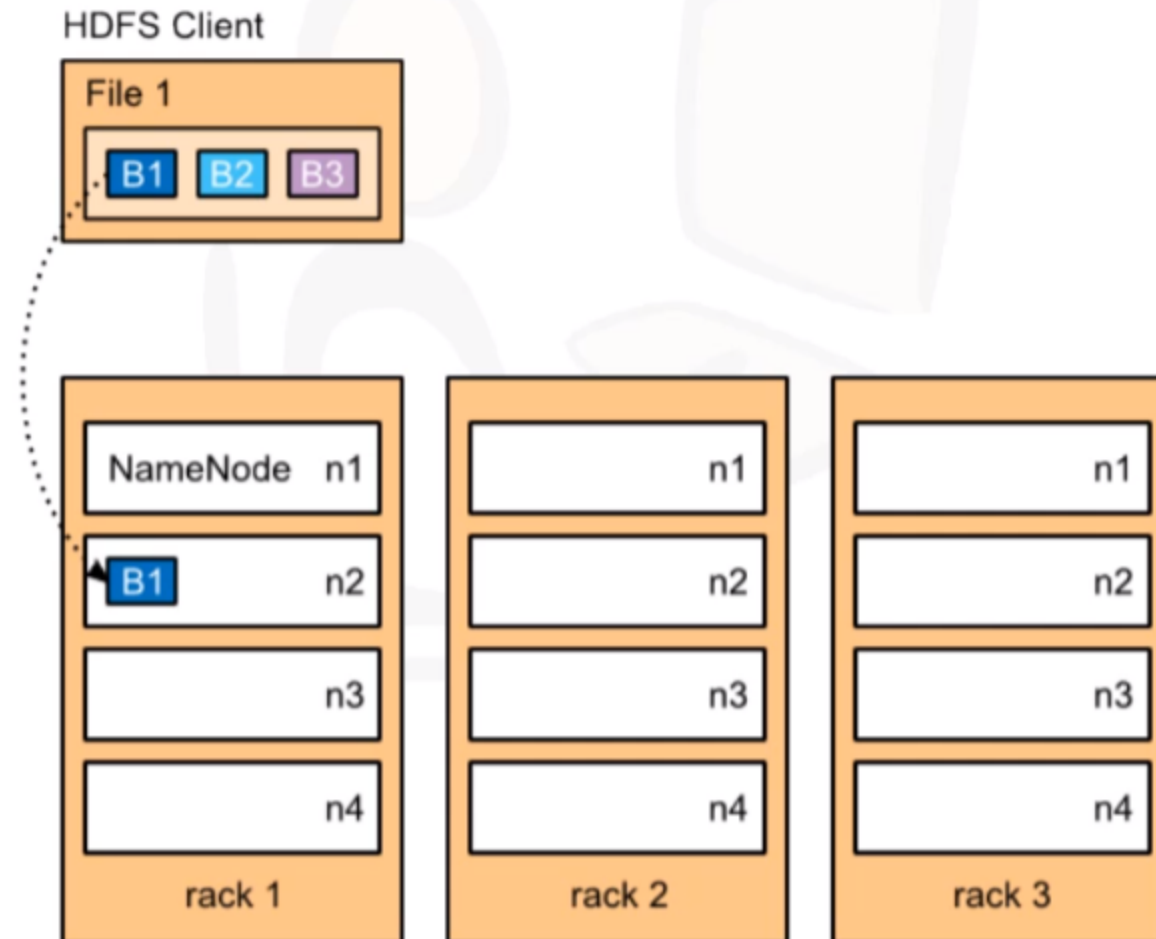 HDFS Client
File 1
B1 B2 B3
NameNode n1
B1 n2
n3
n4
rack 1
n1
n2
n3
n4
rack 2
n1
n2
n3
n4
rack 3